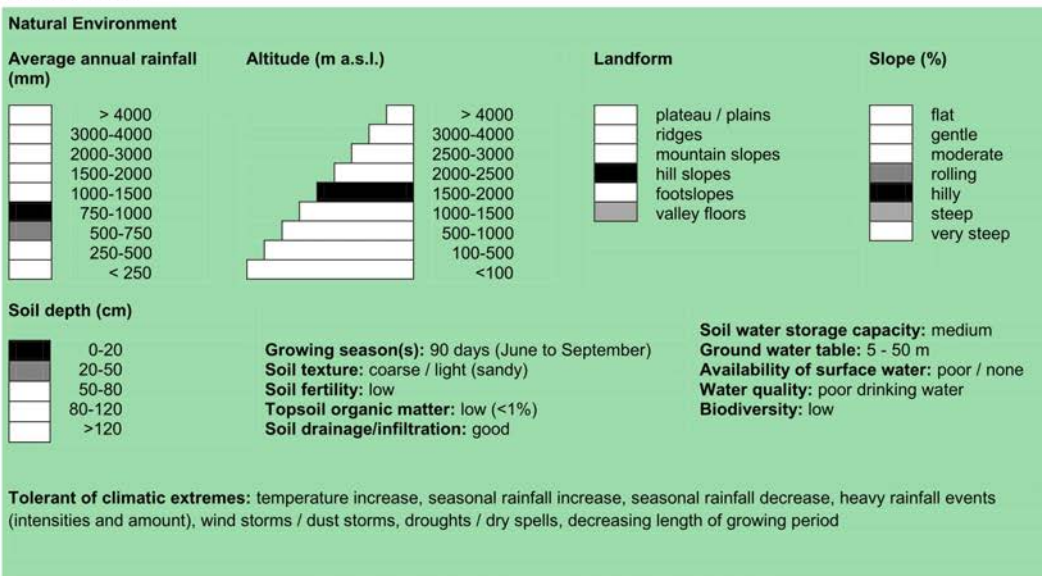 Natural Environment
Average annual rainfall
(mm)
> 4000
3000-4000
2000-3000
1500-2000
1000-1500
750-1000
500-750
250-500
< 250
Altitude (m a.s.l.)
> 4000
3000-4000
2500-3000
2000-2500
1500-2000
1000-1500
500-1000
100-500
<100
Landform
plateau / plains
ridges
mountain slopes
hill slopes
footslopes
valley floors
Slope (%)
flat
gentle
moderate
rolling
hilly
steep
very steep
Soil depth (cm)
0-20
20-50
50-80
80-120
>120
Growing season(s): 90 days (June to September)
Soil texture: coarse / light (sandy)
Soil fertility: low
Topsoil organic matter: low (<1%)
Soil drainage/infiltration: good
Soil water storage capacity: medium
Ground water table: 5 - 50 m
Availability of surface water: poor / none
Water quality: poor drinking water
Biodiversity: low
Tolerant of climatic extremes: temperature increase, seasonal rainfall increase, seasonal rainfall decrease, heavy rainfall events
(intensities and amount), wind storms / dust storms, droughts / dry spells, decreasing length of growing period